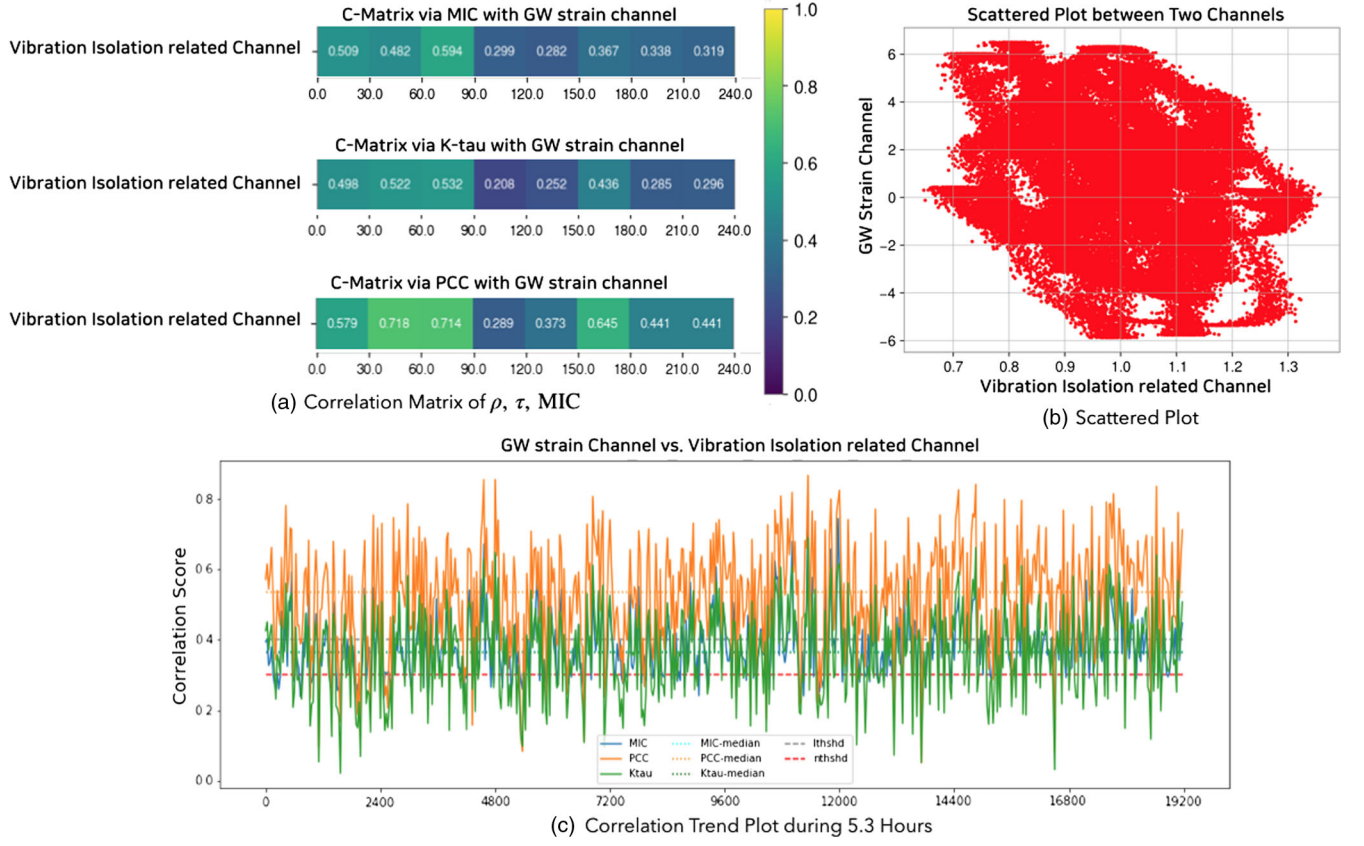 C-Matrix via MIC with GW strain channel
Vibration Isolation related Channel
0.509 0.482 0.594 0.299 0.282 0.367 0.338 0.319
0.0 30.0 60.0 90.0 120.0 150.0 180.0 210.0 240.0
C-Matrix via K-tau with GW strain channel
Vibration Isolation related Channel
0.498 0.522 0.532 0.208 0.252 0.436 0.285 0.296
0.0 30.0 60.0 90.0 120.0 150.0 180.0 210.0 240.0
C-Matrix via PCC with GW strain channel
Vibration Isolation related Channel
0.579 0.718 0.714 0.289 0.373 0.645 0.441 0.441
0.0 30.0 60.0 90.0 120.0 150.0 180.0 210.0 240.0
1.0
0.8
0.6
0.4
0.2
0.0
(a) Correlation Matrix of ρ, τ, MIC
Scattered Plot between Two Channels
GW Strain Channel
6
4
2
0
−2
−4
−6
0.7 0.8 0.9 1.0 1.1 1.2 1.3
Vibration Isolation related Channel
(b) Scattered Plot
GW strain Channel vs. Vibration Isolation related Channel
Correlation Score
0.8
0.6
0.4
0.2
0.0
MIC MIC-median lthshd
PCC PCC-median nthshd
Ktau Ktau-median
0 2400 4800 7200 9600 12000 14400 16800 19200
(c) Correlation Trend Plot during 5.3 Hours